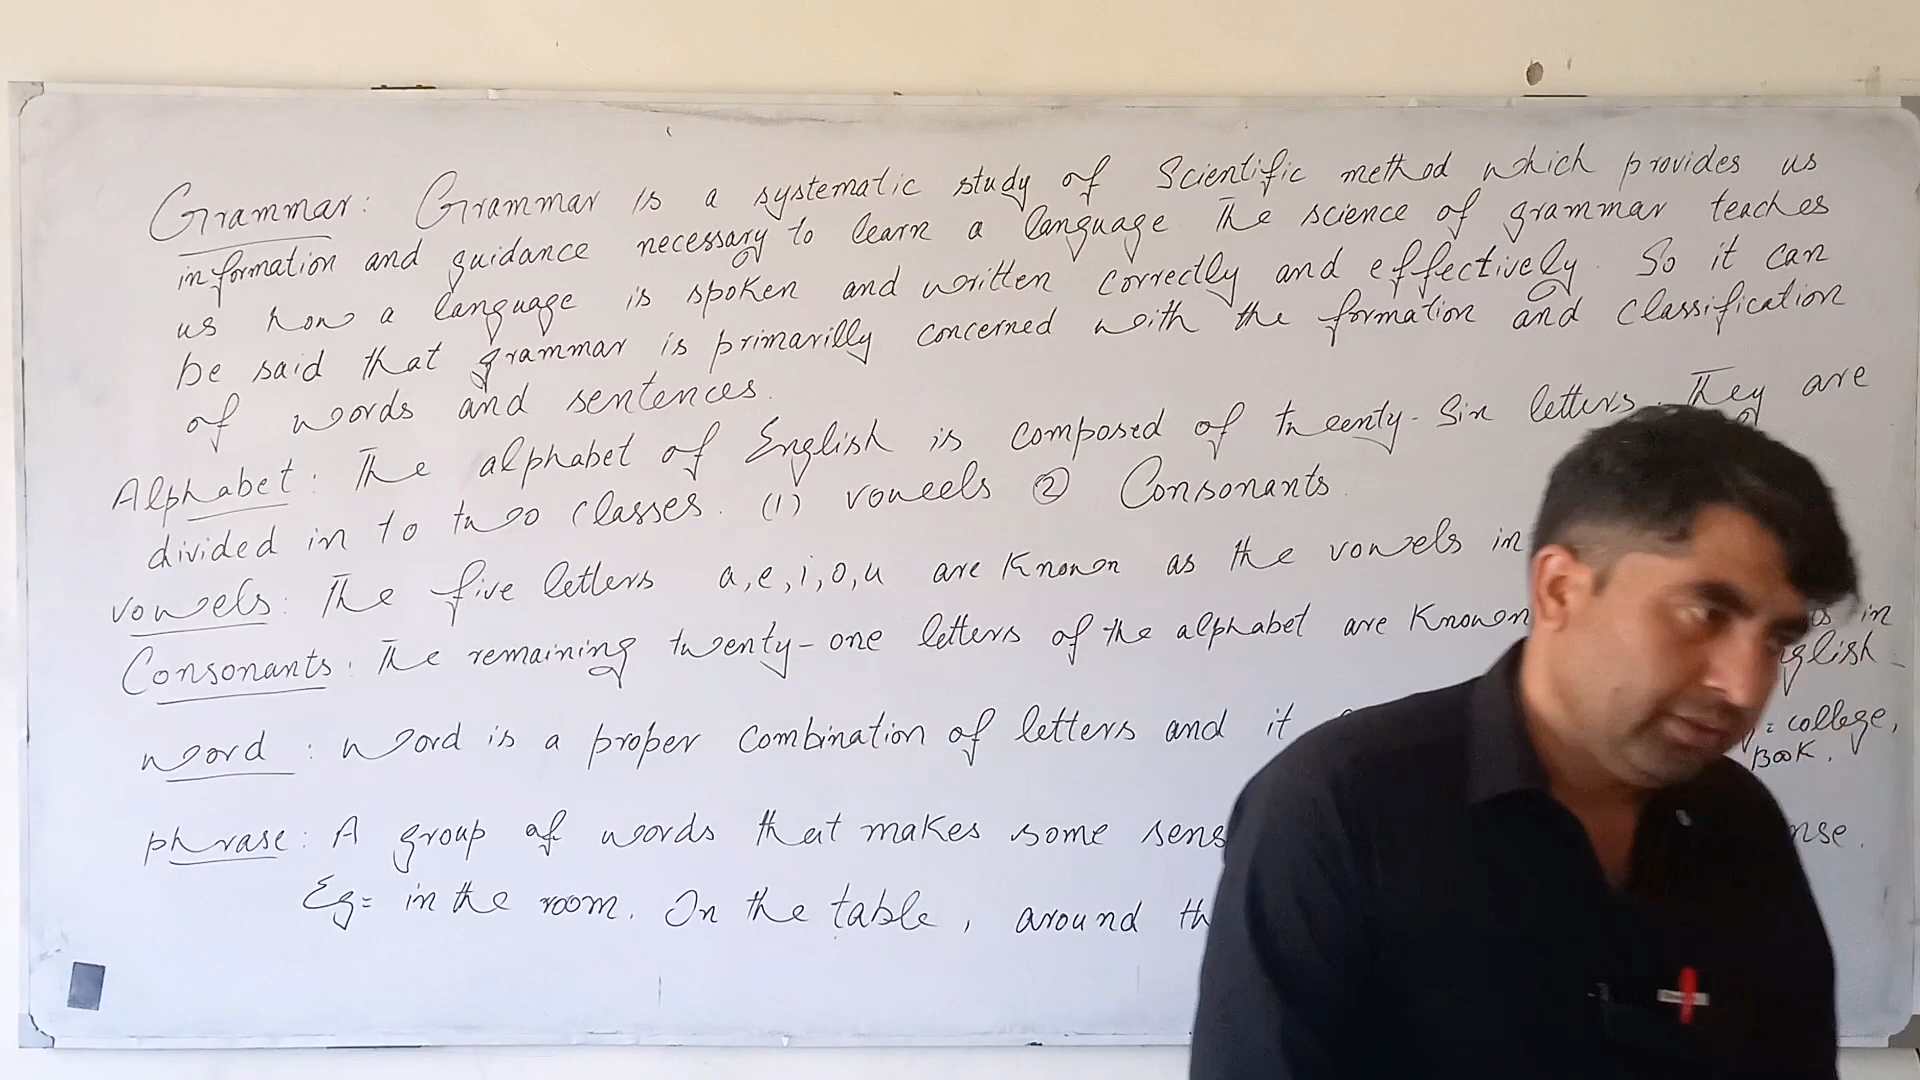 Grammar: Grammar is a systematic study of Scientific method which provides us
information and guidance necessary to learn a language. The science of grammar teaches
us how a language is spoken and written correctly and effectively. So it can
be said that grammar is primarilly concerned with the formation and classification
of words and sentences.
Alphabet: The alphabet of English is composed of tweenty-Six letters. They are
divided in to two classes. (1) voweels ② Consonants.
vowels: The five letters a,e,i,o,u are Known as the vowels in
Consonants: The remaining twenty-one letters of the alphabet are Known in
word: word is a proper combination of letters and it college,
Book.
phrase: A group of words that makes some
Eg= in the room. On the table, around